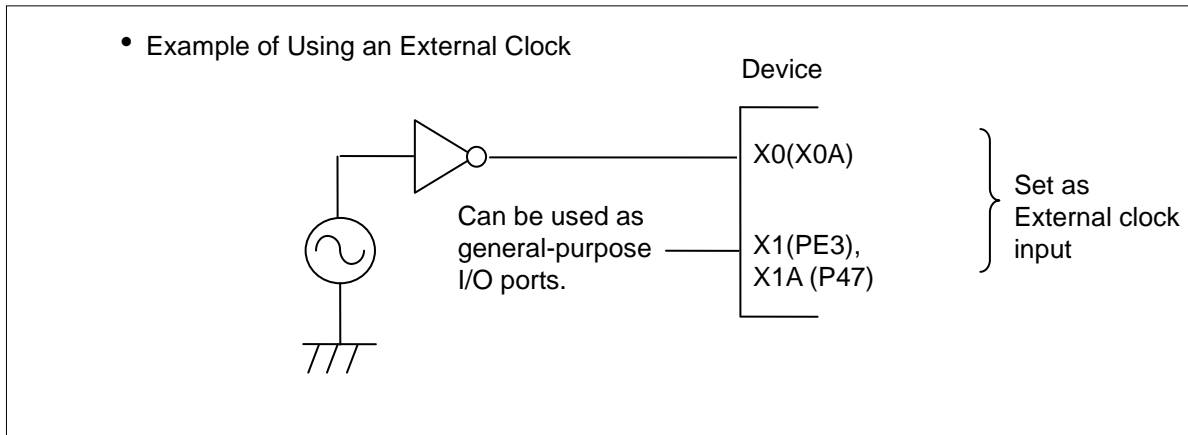 • Example of Using an External Clock
Device
X0(X0A)
Can be used as
general-purpose
I/O ports.
X1(PE3),
X1A (P47)
Set as
External clock
input